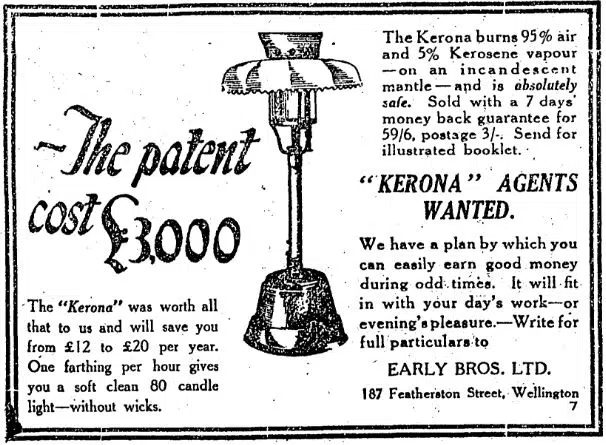 The patent
cost £3,000
The "Kerona" was worth all
that to us and will save you
from £12 to £20 per year.
One farthing per hour gives
you a soft clean 80 candle
light—without wicks.
The Kerona burns 95% air
and 5% Kerosene vapour
—on an incandescent
mantle—and is absolutely
safe. Sold with a 7 days'
money back guarantee for
59/6, postage 3/-. Send for
illustrated booklet.
"KERONA" AGENTS
WANTED.
We have a plan by which you
can easily earn good money
during odd times. It will fit
in with your day's work—or
evening's pleasure.—Write for
full particulars to
EARLY BROS. LTD.
187 Featherston Street, Wellington
7